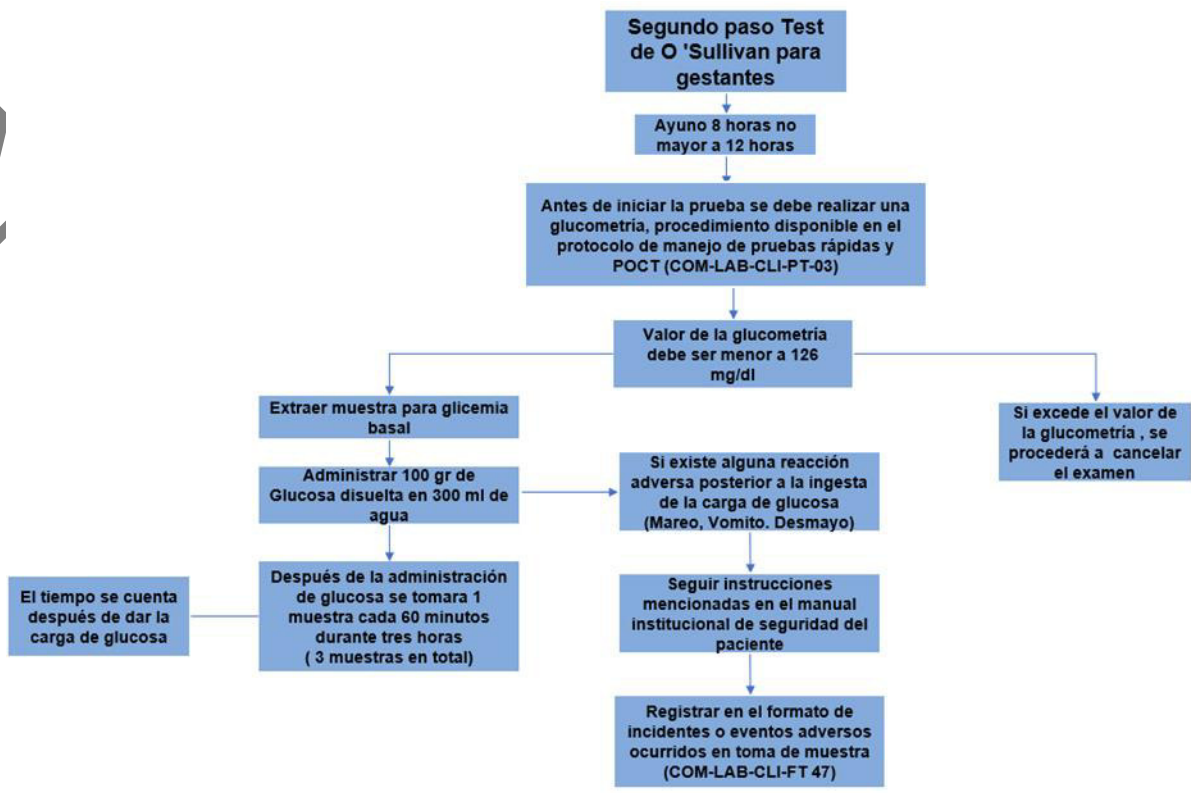 Segundo paso Test
de O 'Sullivan para
gestantes
Ayuno 8 horas no
mayor a 12 horas
Antes de iniciar la prueba se debe realizar una
glucometría, procedimiento disponible en el
protocolo de manejo de pruebas rápidas y
POCT (COM-LAB-CLI-PT-03)
Valor de la glucometría
debe ser menor a 126
mg/dl
Extraer muestra para glicemia
basal
Administrar 100 gr de
Glucosa disuelta en 300 ml de
agua
Después de la administración
de glucosa se tomara 1
muestra cada 60 minutos
durante tres horas
( 3 muestras en total)
El tiempo se cuenta
después de dar la
carga de glucosa
Si existe alguna reacción
adversa posterior a la ingesta
de la carga de glucosa
(Mareo, Vomito. Desmayo)
Seguir instrucciones
mencionadas en el manual
institucional de seguridad del
paciente
Registrar en el formato de
incidentes o eventos adversos
ocurridos en toma de muestra
(COM-LAB-CLI-FT 47)
Si excede el valor de
la glucometría , se
procederá a cancelar
el examen